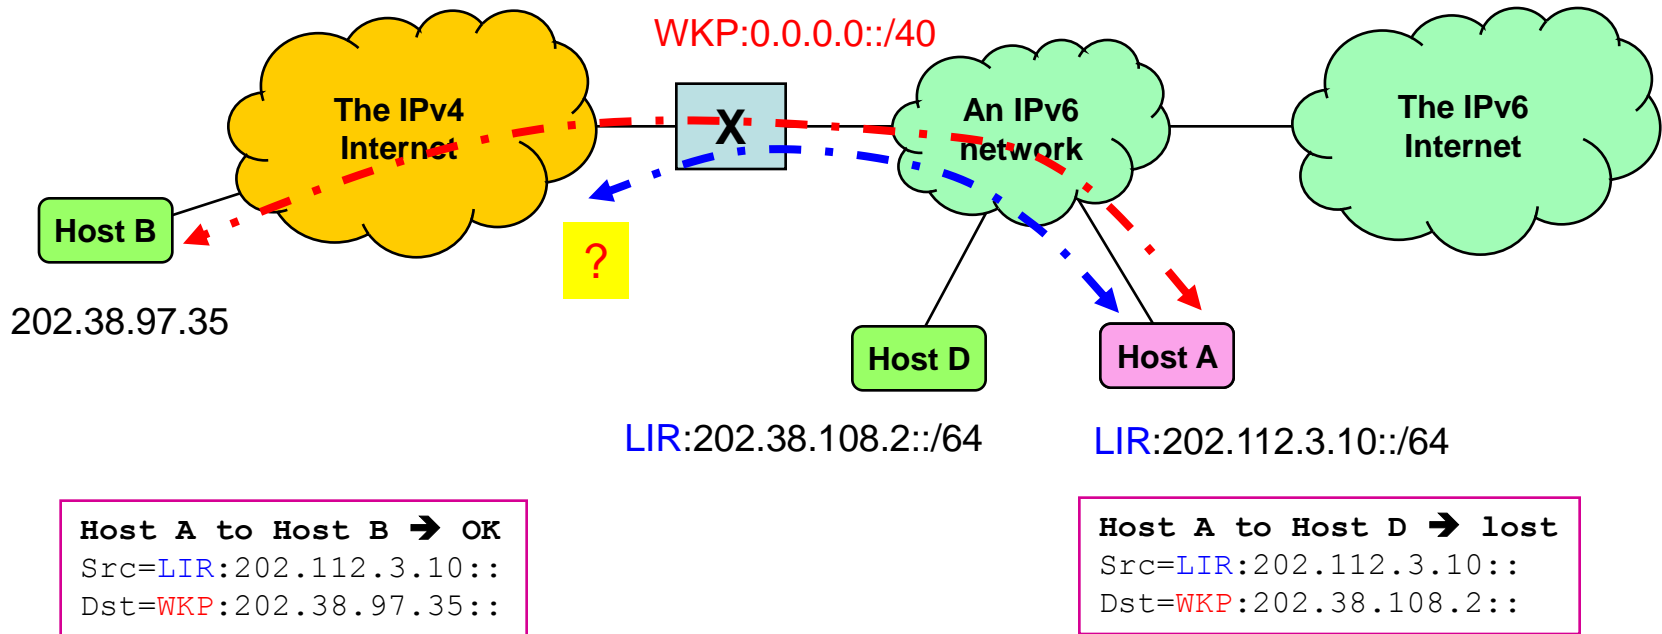 WKP:0.0.0.0::/40
The IPv4
Internet
X
An IPv6
network
The IPv6
Internet
Host B
?
202.38.97.35
Host D
Host A
LIR:202.38.108.2::/64
LIR:202.112.3.10::/64
Host A to Host B ➔ OK
Src=LIR:202.112.3.10::
Dst=WKP:202.38.97.35::
Host A to Host D ➔ lost
Src=LIR:202.112.3.10::
Dst=WKP:202.38.108.2::